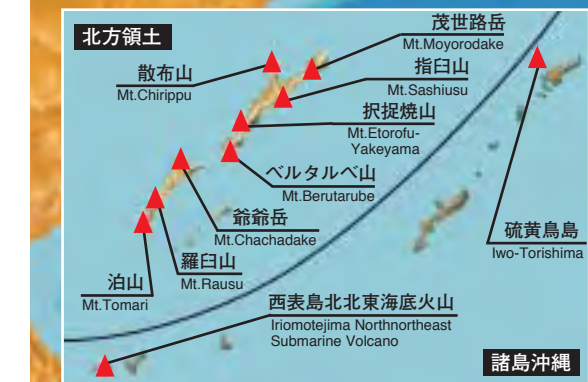 北方領土
茂世路岳
Mt.Moyorodake
散布山
Mt.Chirippu
指臼山
Mt.Sashiusu
択捉焼山
Mt.Etorofu-
Yakeyama
ベルタルベ山
Mt.Berutarube
爺爺岳
Mt.Chachadake
硫黄鳥島
Iwo-Torishima
羅臼山
Mt.Rausu
泊山
Mt.Tomari
西表島北北東海底火山
Iriomotejima Northnortheast
Submarine Volcano
諸島沖縄